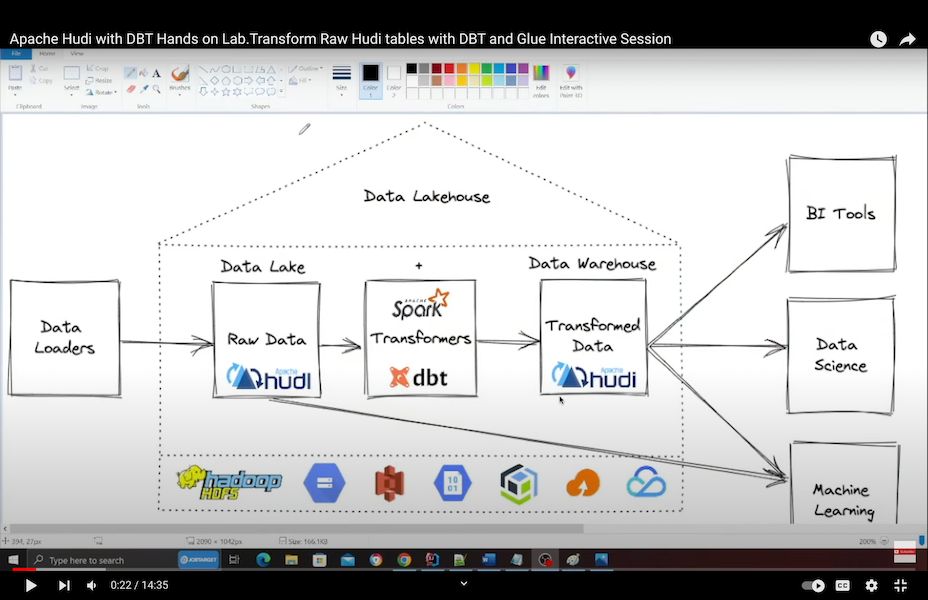 Apache Hudi with DBT Hands on Lab.Transform Raw Hudi tables with DBT and Glue Interactive Session
File Home View
Cut
Copy
Paste
Clipboard
Select
Crop
Resize
Rotate
Image
Tools
Brushes
Shapes
Outline
Fill
Size
Color 1
Color 2
Colors
Edit colors
Edit with Paint 3D
Data Lakehouse
Data Lake
+
Data Warehouse
Data
Loaders
Raw Data
Apache
hudi
APACHE
Spark
Transformers
dbt
Transformed
Data
Apache
hudi
BI Tools
Data
Science
Machine
Learning
hadoop
HDFS
10
01
394, 27px
2090 × 1042px
Size: 166.1KB
200%
Type here to search
JOBTARGET
0:22 / 14:35
CC